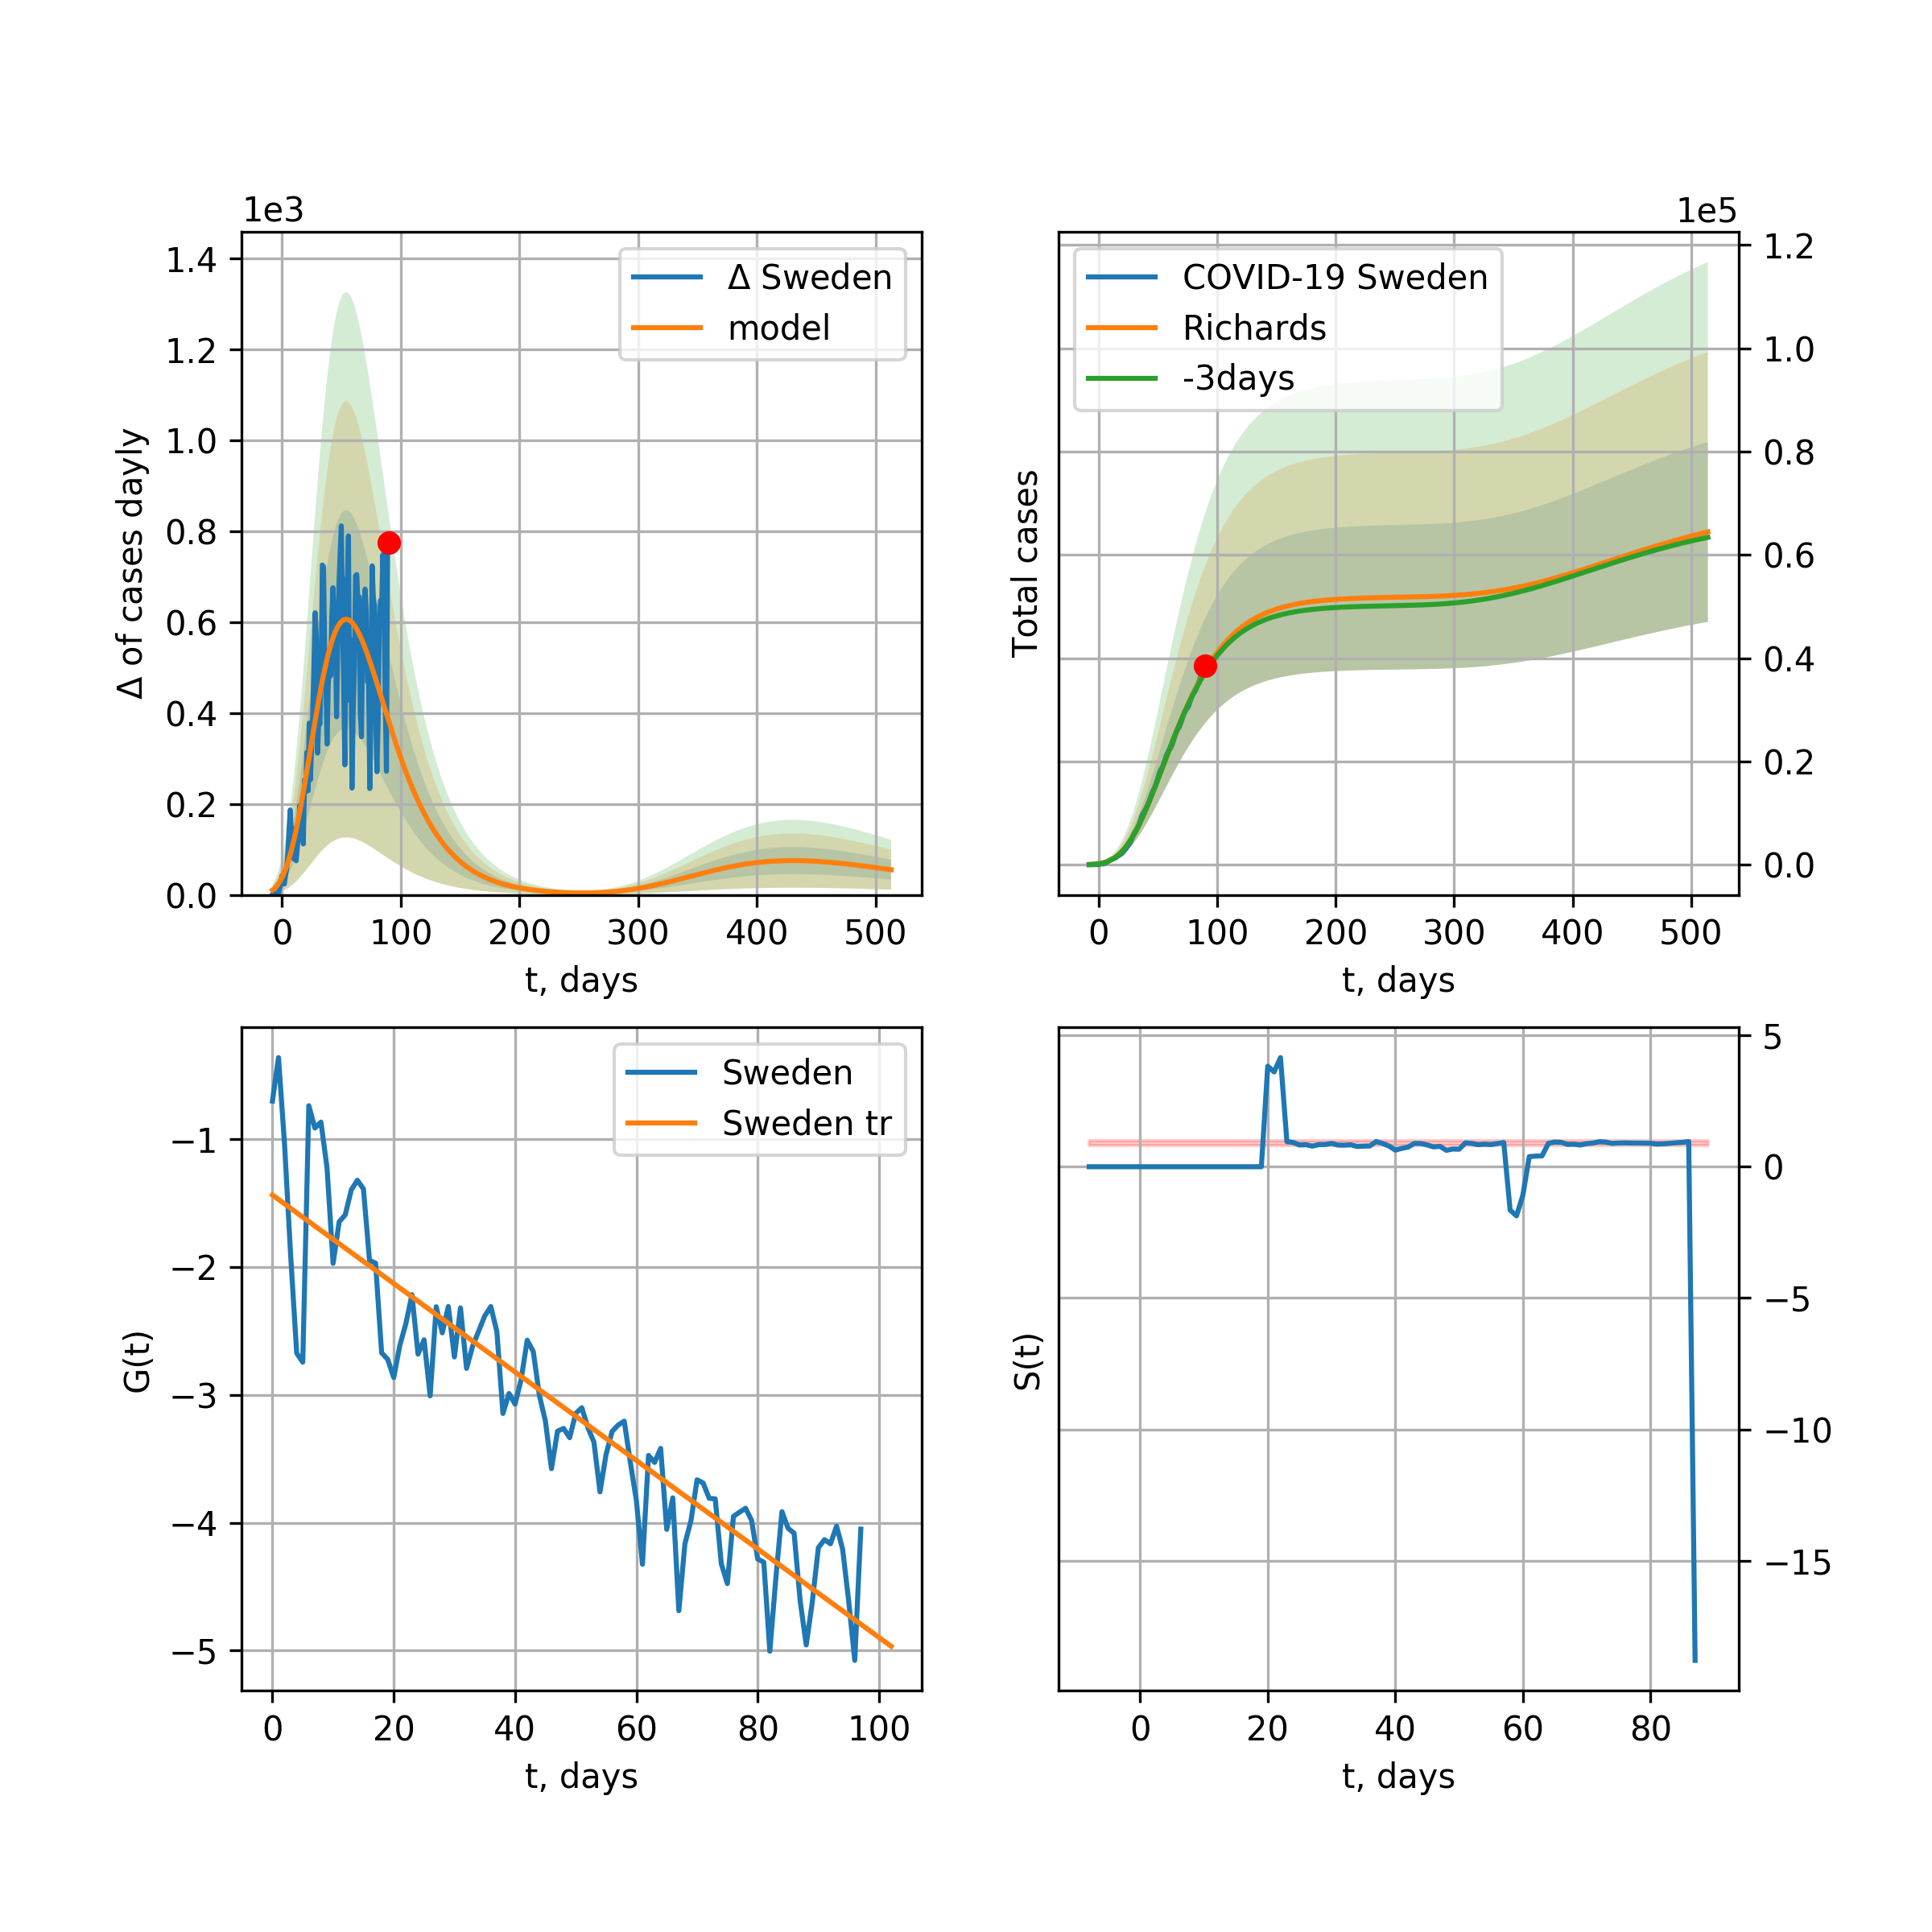 1e3
1.4
1.2
1.0
0.8
0.6
0.4
0.2
0.0
Δ of cases dayly
Δ Sweden
model
0 100 200 300 400 500
t, days
1e5
COVID-19 Sweden
Richards
-3days
Total cases
1.2
1.0
0.8
0.6
0.4
0.2
0.0
0 100 200 300 400 500
t, days
Sweden
Sweden tr
G(t)
−1
−2
−3
−4
−5
0 20 40 60 80 100
t, days
S(t)
5
0
−5
−10
−15
0 20 40 60 80
t, days